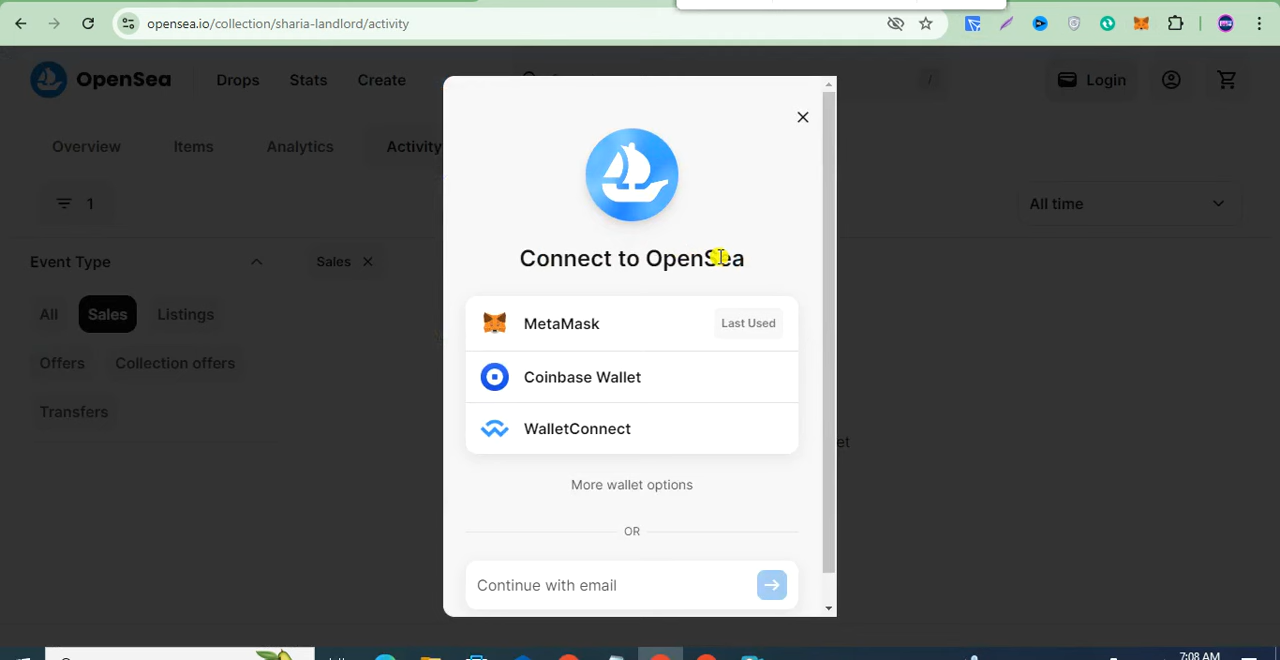 opensea.io/collection/sharia-landlord/activity
OpenSea Drops Stats Create / Login
Overview Items Analytics Activity
1 All time
Event Type Sales
All Sales Listings
Offers Collection offers
Transfers
Connect to OpenSea
MetaMask Last Used
Coinbase Wallet
WalletConnect
More wallet options
OR
Continue with email
7:08 AM